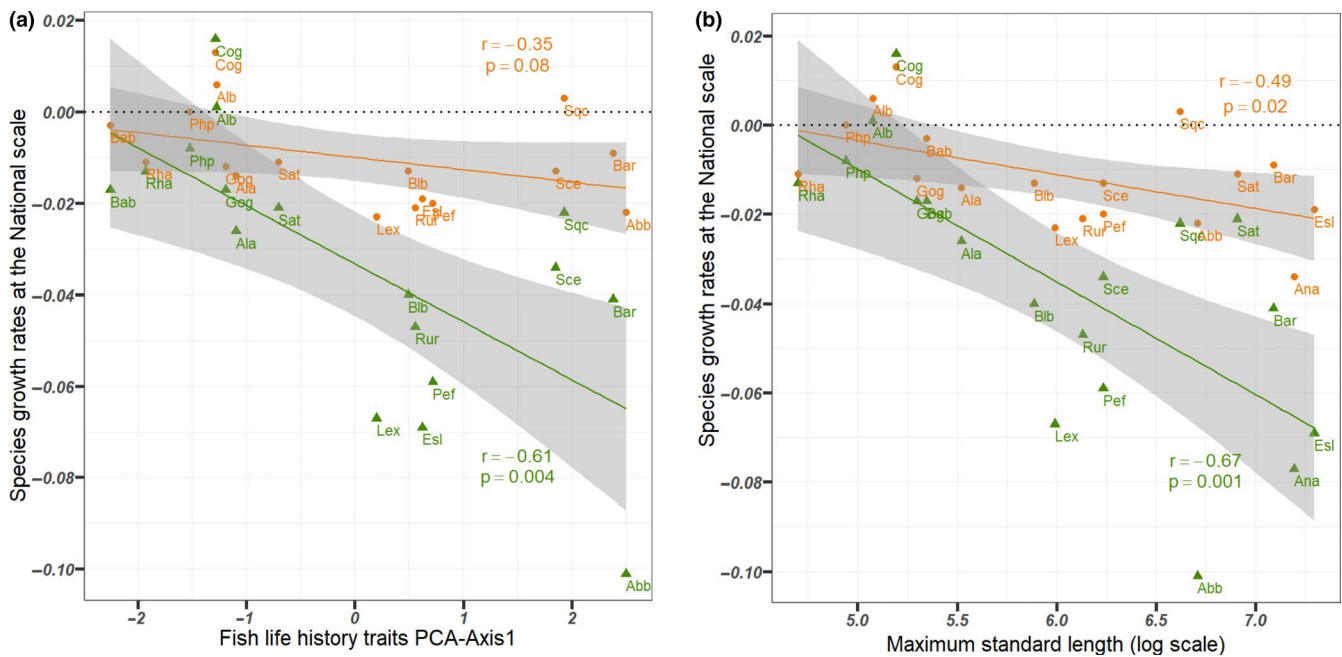 (a)
Species growth rates at the National scale
0.02
0.00
−0.02
−0.04
−0.06
−0.08
−0.10
Cog
Cog
Alb
Alb
r = −0.35
p = 0.08
Sqc
Bab
Php
Php
Rha
Rha
Bab
Gog
Ala
Gog
Ala
Sat
Sat
Blb
Esl
Rur
Pef
Lex
Bar
Sce
Abb
Sqc
Sce
Bar
Blb
Rur
Pef
Lex
Esl
r = −0.61
p = 0.004
Abb
−2
−1
0
1
2
Fish life history traits PCA-Axis1
(b)
Species growth rates at the National scale
0.02
0.00
−0.02
−0.04
−0.06
−0.08
−0.10
Cog
Cog
Alb
Alb
r = −0.49
p = 0.02
Sqc
Php
Php
Bab
Rha
Rha
Gog
Gog
Bab
Ala
Ala
Blb
Sce
Lex
Rur
Pef
Sat
Bar
Esl
Sqc
Abb
Sat
Ana
Sce
Blb
Bar
Rur
Pef
Lex
r = −0.67
p = 0.001
Esl
Ana
Abb
5.0
5.5
6.0
6.5
7.0
Maximum standard length (log scale)